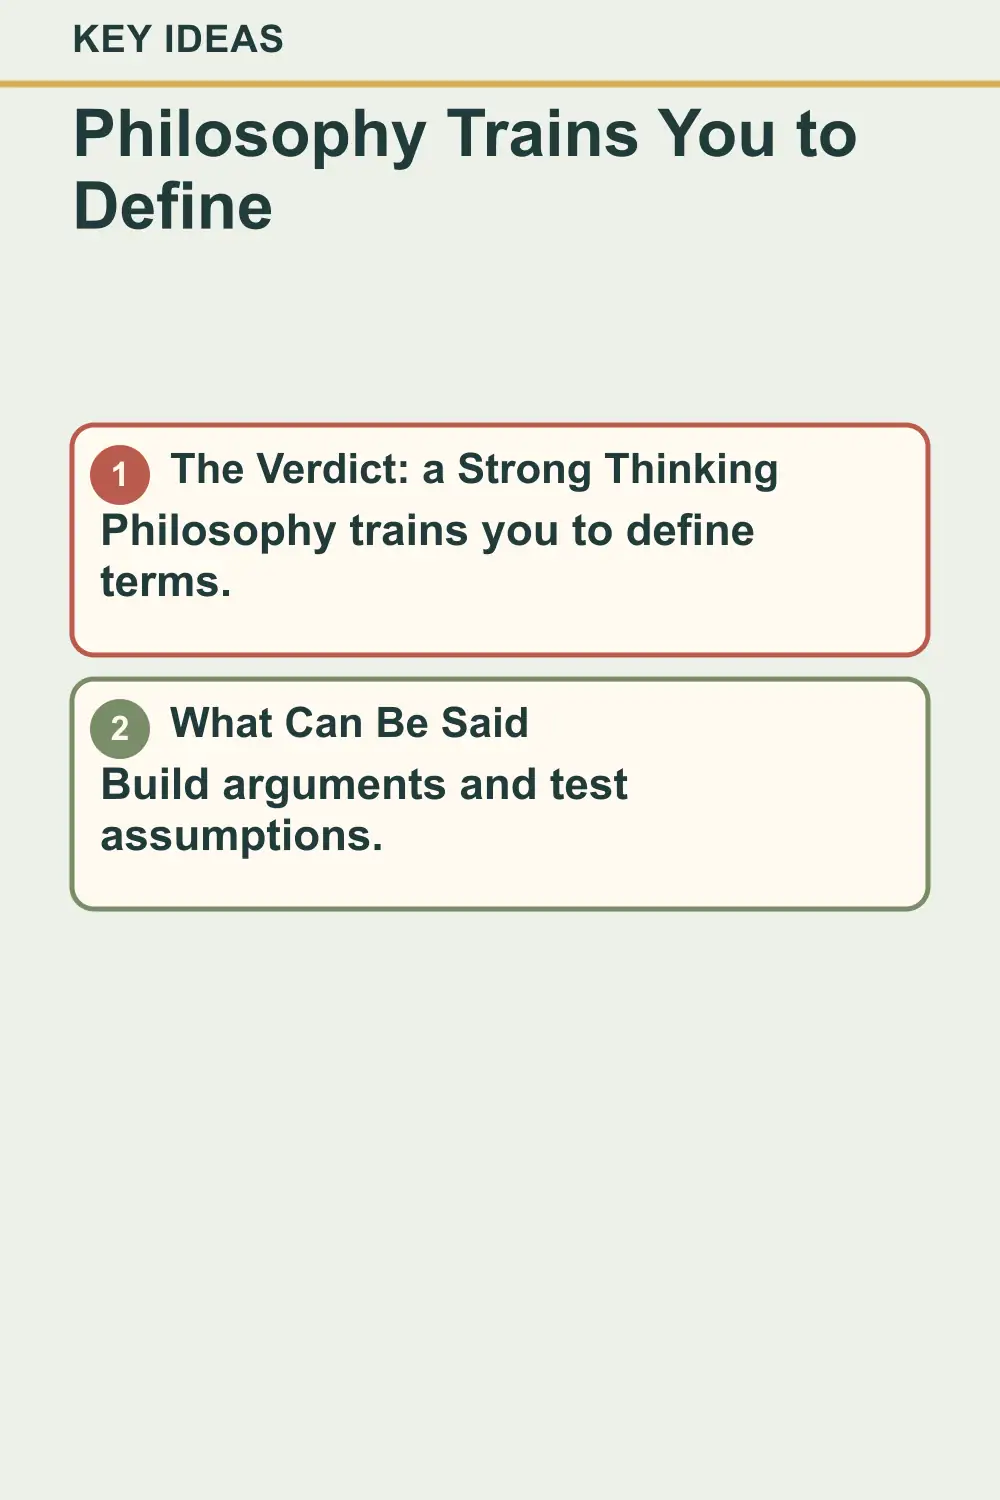 KEY IDEAS
Philosophy Trains You to
Define
1 The Verdict: a Strong Thinking
Philosophy trains you to define
terms.
2 What Can Be Said
Build arguments and test
assumptions.